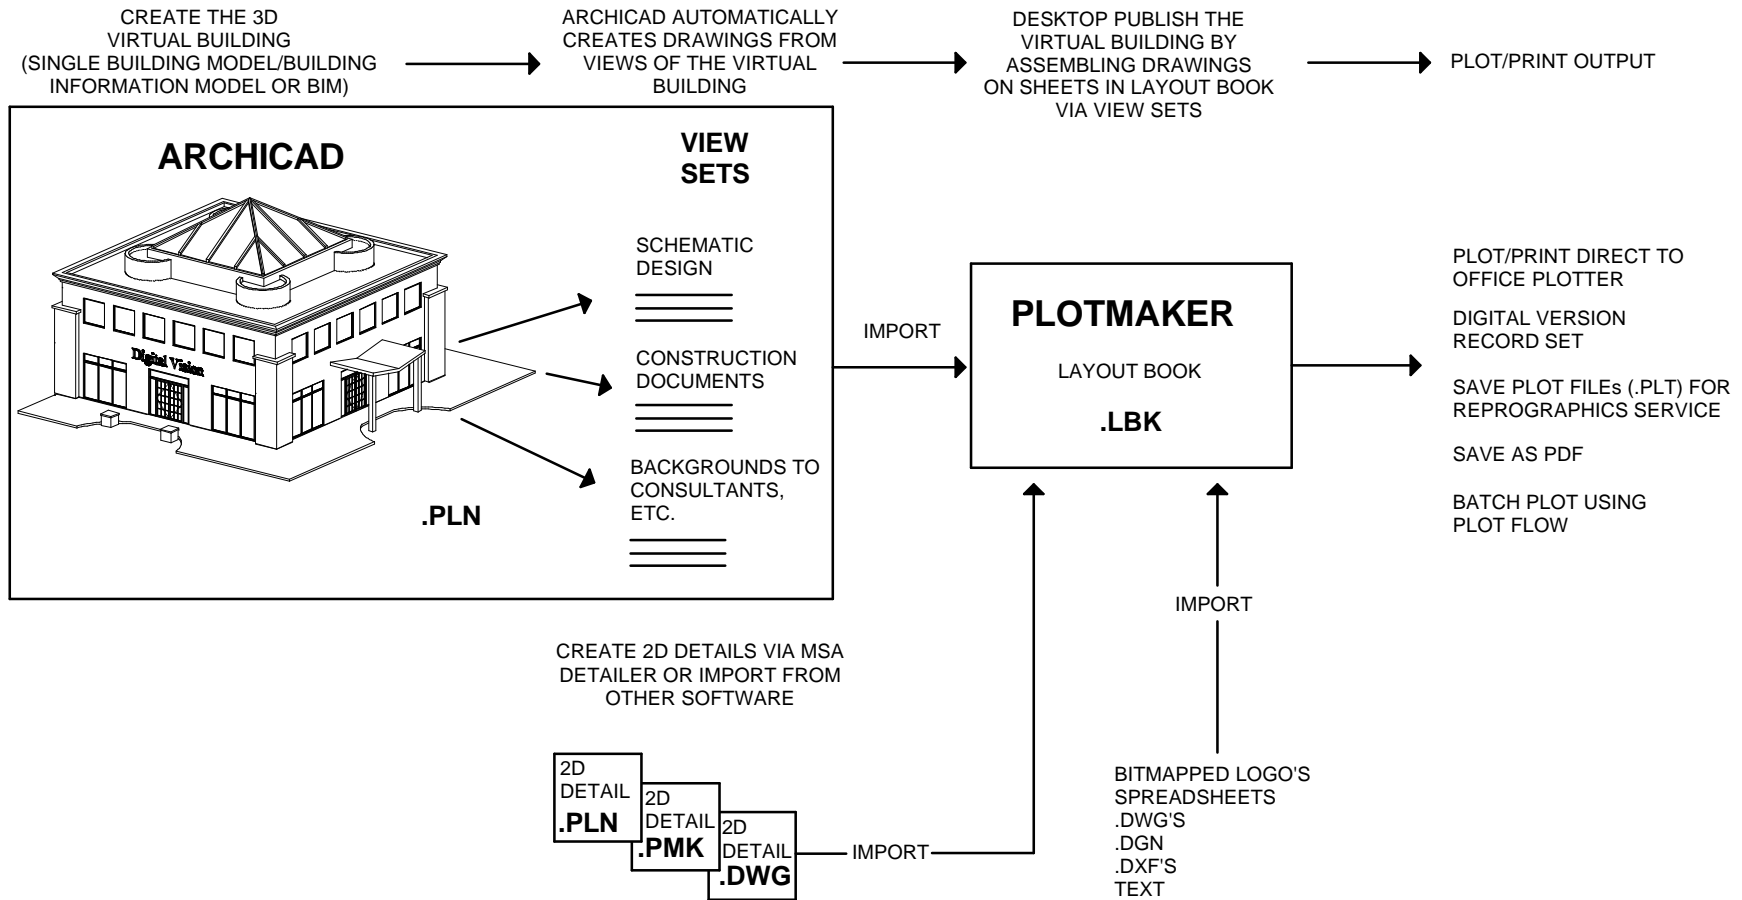 CREATE THE 3D
VIRTUAL BUILDING
(SINGLE BUILDING MODEL/BUILDING
INFORMATION MODEL OR BIM)
ARCHICAD AUTOMATICALLY
CREATES DRAWINGS FROM
VIEWS OF THE VIRTUAL
BUILDING
DESKTOP PUBLISH THE
VIRTUAL BUILDING BY
ASSEMBLING DRAWINGS
ON SHEETS IN LAYOUT BOOK
VIA VIEW SETS
PLOT/PRINT OUTPUT
ARCHICAD
Digital Vision
.PLN
VIEW
SETS
SCHEMATIC
DESIGN
CONSTRUCTION
DOCUMENTS
BACKGROUNDS TO
CONSULTANTS,
ETC.
IMPORT
PLOTMAKER
LAYOUT BOOK
.LBK
PLOT/PRINT DIRECT TO
OFFICE PLOTTER
DIGITAL VERSION
RECORD SET
SAVE PLOT FILEs (.PLT) FOR
REPROGRAPHICS SERVICE
SAVE AS PDF
BATCH PLOT USING
PLOT FLOW
CREATE 2D DETAILS VIA MSA
DETAILER OR IMPORT FROM
OTHER SOFTWARE
2D
DETAIL
.PLN
2D
DETAIL
.PMK
2D
DETAIL
.DWG
IMPORT
IMPORT
BITMAPPED LOGO'S
SPREADSHEETS
.DWG'S
.DGN
.DXF'S
TEXT